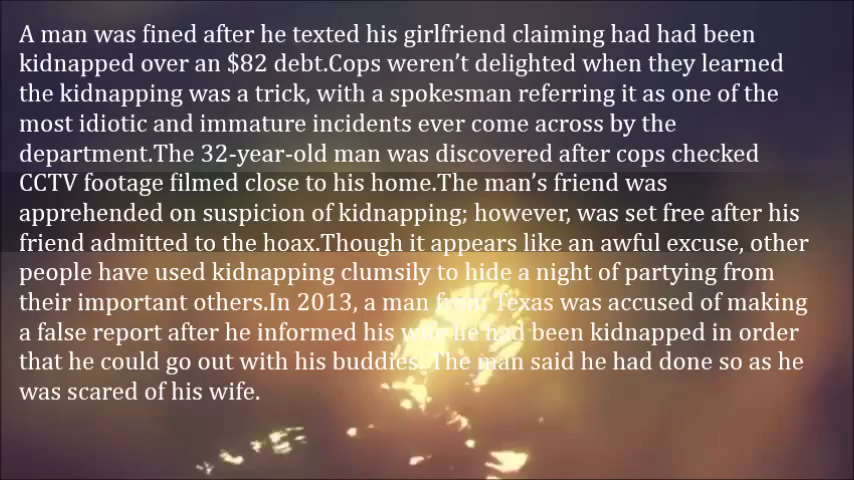 A man was fined after he texted his girlfriend claiming had had been
kidnapped over an $82 debt.Cops weren’t delighted when they learned
the kidnapping was a trick, with a spokesman referring it as one of the
most idiotic and immature incidents ever come across by the
department.The 32-year-old man was discovered after cops checked
CCTV footage filmed close to his home.The man’s friend was
apprehended on suspicion of kidnapping; however, was set free after his
friend admitted to the hoax.Though it appears like an awful excuse, other
people have used kidnapping clumsily to hide a night of partying from
their important others.In 2013, a man from Texas was accused of making
a false report after he informed his wife he had been kidnapped in order
that he could go out with his buddies. The man said he had done so as he
was scared of his wife.